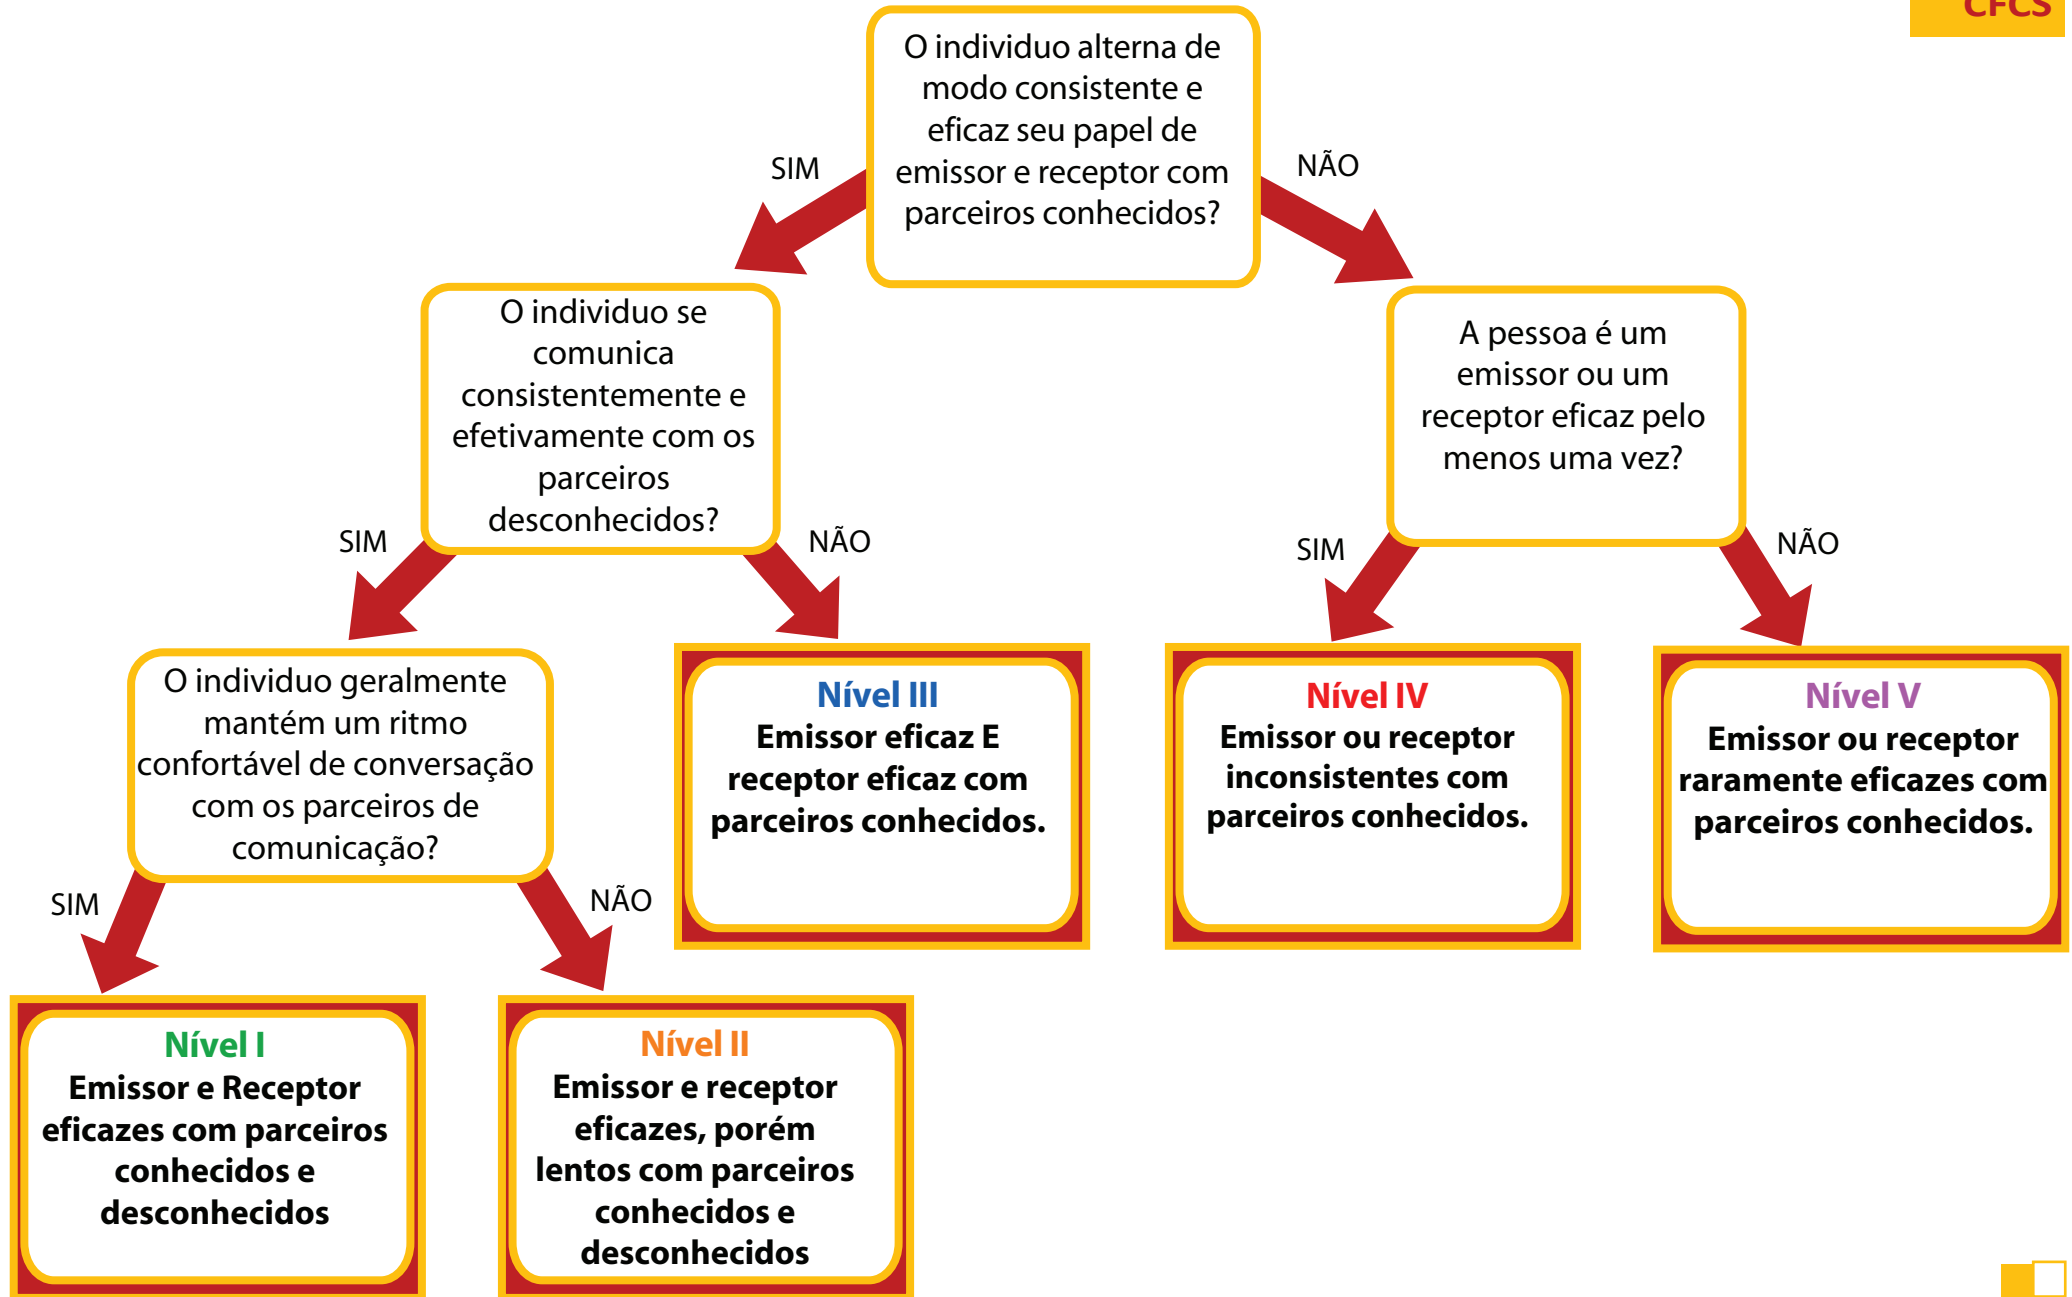 CFCS
O individuo alterna de
modo consistente e
eficaz seu papel de
emissor e receptor com
parceiros conhecidos?
SIM
NÃO
O individuo se
comunica
consistentemente e
efetivamente com os
parceiros
desconhecidos?
A pessoa é um
emissor ou um
receptor eficaz pelo
menos uma vez?
SIM
NÃO
SIM
NÃO
O individuo geralmente
mantém um ritmo
confortável de conversação
com os parceiros de
comunicação?
Nível III
Emissor eficaz E
receptor eficaz com
parceiros conhecidos.
Nível IV
Emissor ou receptor
inconsistentes com
parceiros conhecidos.
Nível V
Emissor ou receptor
raramente eficazes com
parceiros conhecidos.
SIM
NÃO
Nível I
Emissor e Receptor
eficazes com parceiros
conhecidos e
desconhecidos
Nível II
Emissor e receptor
eficazes, porém
lentos com parceiros
conhecidos e
desconhecidos